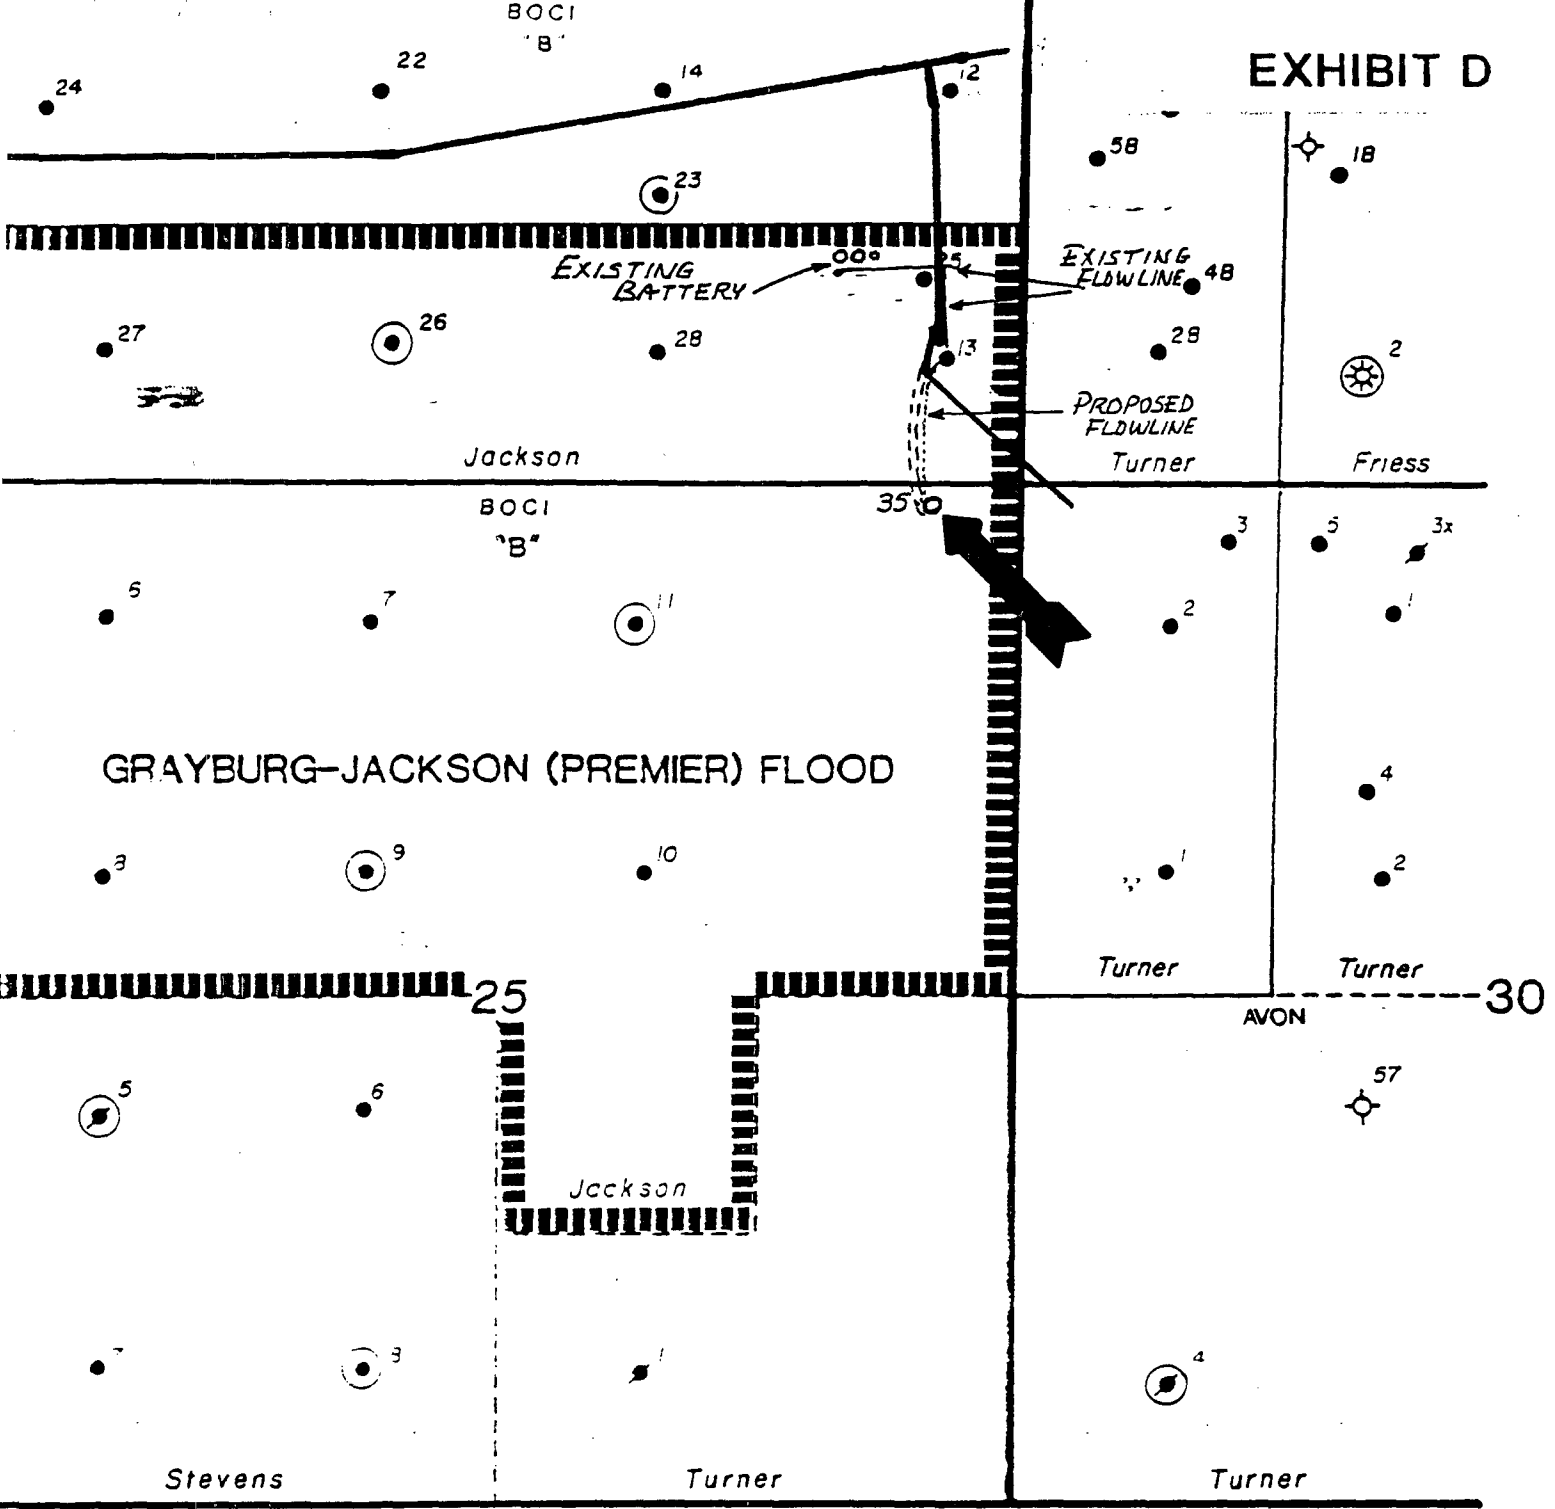 BOCI
"B"
EXHIBIT D
24
22
14
12
58
18
23
EXISTING
BATTERY
25
EXISTING
FLOWLINE
48
27
26
28
13
28
2
PROPOSED
FLOWLINE
Jackson
Turner
Friess
BOCI
"B"
35
3
5
3x
6
7
11
2
1
GRAYBURG-JACKSON (PREMIER) FLOOD
4
8
9
10
1
2
Turner
Turner
25
30
AVON
5
6
57
Jackson
7
8
1
4
Stevens
Turner
Turner